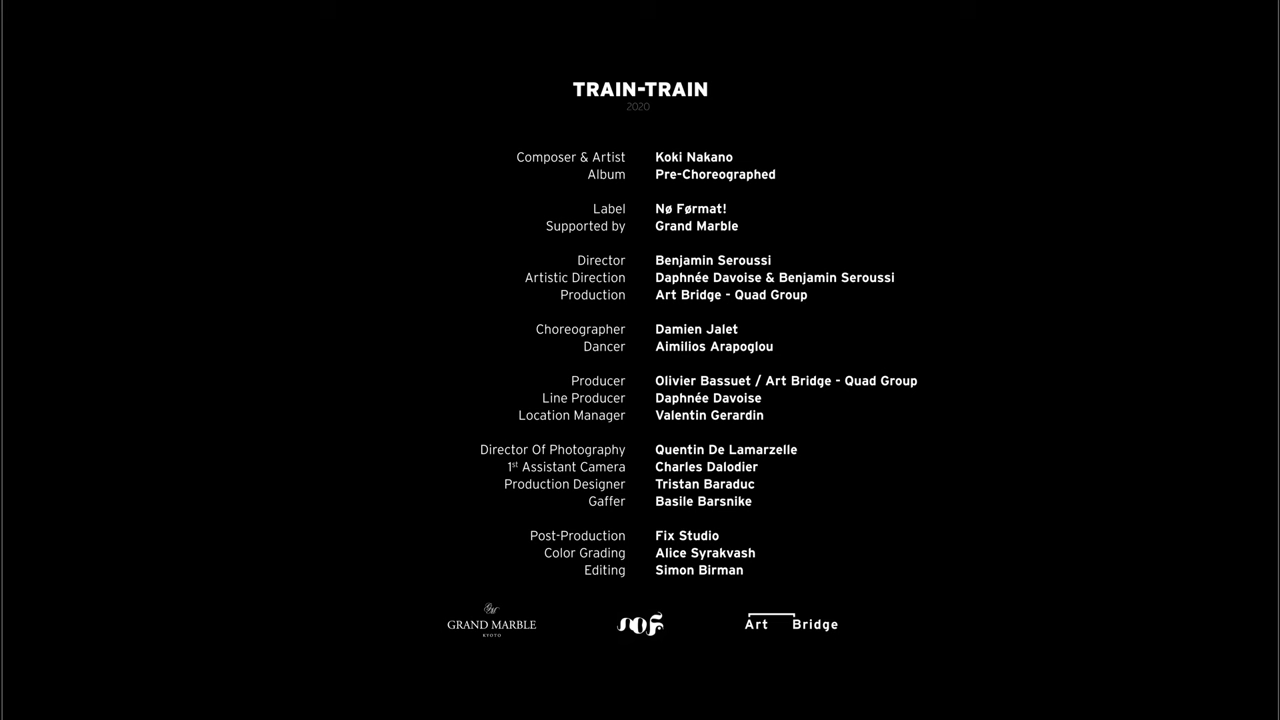 TRAIN-TRAIN
2020
Composer & Artist Koki Nakano
Album Pre-Choreographed
Label Nø Førmat!
Supported by Grand Marble
Director Benjamin Seroussi
Artistic Direction Daphnée Davoise & Benjamin Seroussi
Production Art Bridge - Quad Group
Choreographer Damien Jalet
Dancer Aimilios Arapoglou
Producer Olivier Bassuet / Art Bridge - Quad Group
Line Producer Daphnée Davoise
Location Manager Valentin Gerardin
Director Of Photography Quentin De Lamarzelle
1st Assistant Camera Charles Dalodier
Production Designer Tristan Baraduc
Gaffer Basile Barsnike
Post-Production Fix Studio
Color Grading Alice Syrakvash
Editing Simon Birman
GRAND MARBLE
KYOTO
NØF
Art Bridge